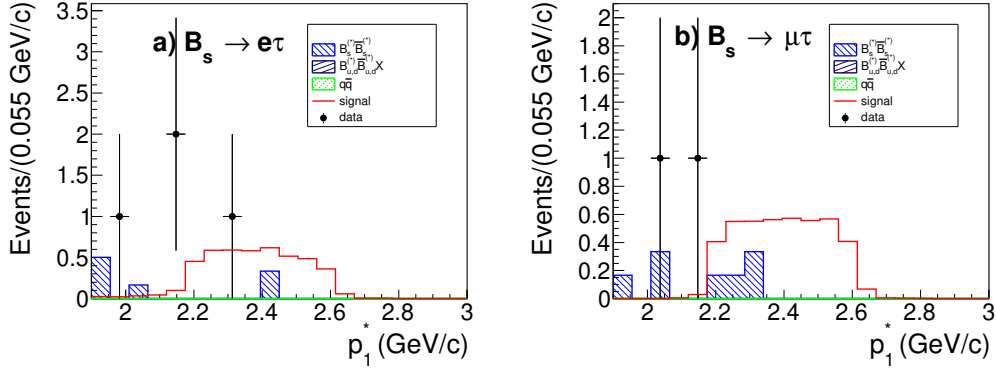 a) B_s → eτ
B_s^(*) B̅_s^(*)
B_{u,d}^(*) B̅_{u,d}^(*) X
qq̅
signal
data
Events/(0.055 GeV/c)
3.5
3
2.5
2
1.5
1
0.5
0
2 2.2 2.4 2.6 2.8 3
p_1^* (GeV/c)
b) B_s → μτ
B_s^(*) B̅_s^(*)
B_{u,d}^(*) B̅_{u,d}^(*) X
qq̅
signal
data
Events/(0.055 GeV/c)
2
1.8
1.6
1.4
1.2
1
0.8
0.6
0.4
0.2
0
2 2.2 2.4 2.6 2.8 3
p_1^* (GeV/c)